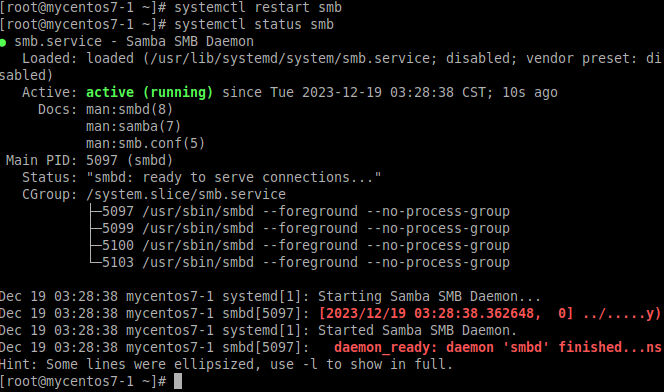 [root@mycentos7-1 ~]# systemctl restart smb
[root@mycentos7-1 ~]# systemctl status smb
● smb.service - Samba SMB Daemon
   Loaded: loaded (/usr/lib/systemd/system/smb.service; disabled; vendor preset: di
sabled)
   Active: active (running) since Tue 2023-12-19 03:28:38 CST; 10s ago
     Docs: man:smbd(8)
           man:samba(7)
           man:smb.conf(5)
 Main PID: 5097 (smbd)
   Status: "smbd: ready to serve connections..."
   CGroup: /system.slice/smb.service
           ├─5097 /usr/sbin/smbd --foreground --no-process-group
           ├─5099 /usr/sbin/smbd --foreground --no-process-group
           ├─5100 /usr/sbin/smbd --foreground --no-process-group
           └─5103 /usr/sbin/smbd --foreground --no-process-group

Dec 19 03:28:38 mycentos7-1 systemd[1]: Starting Samba SMB Daemon...
Dec 19 03:28:38 mycentos7-1 smbd[5097]: [2023/12/19 03:28:38.362648,  0] ../.....y)
Dec 19 03:28:38 mycentos7-1 systemd[1]: Started Samba SMB Daemon.
Dec 19 03:28:38 mycentos7-1 smbd[5097]:   daemon_ready: daemon 'smbd' finished...ns
Hint: Some lines were ellipsized, use -l to show in full.
[root@mycentos7-1 ~]#